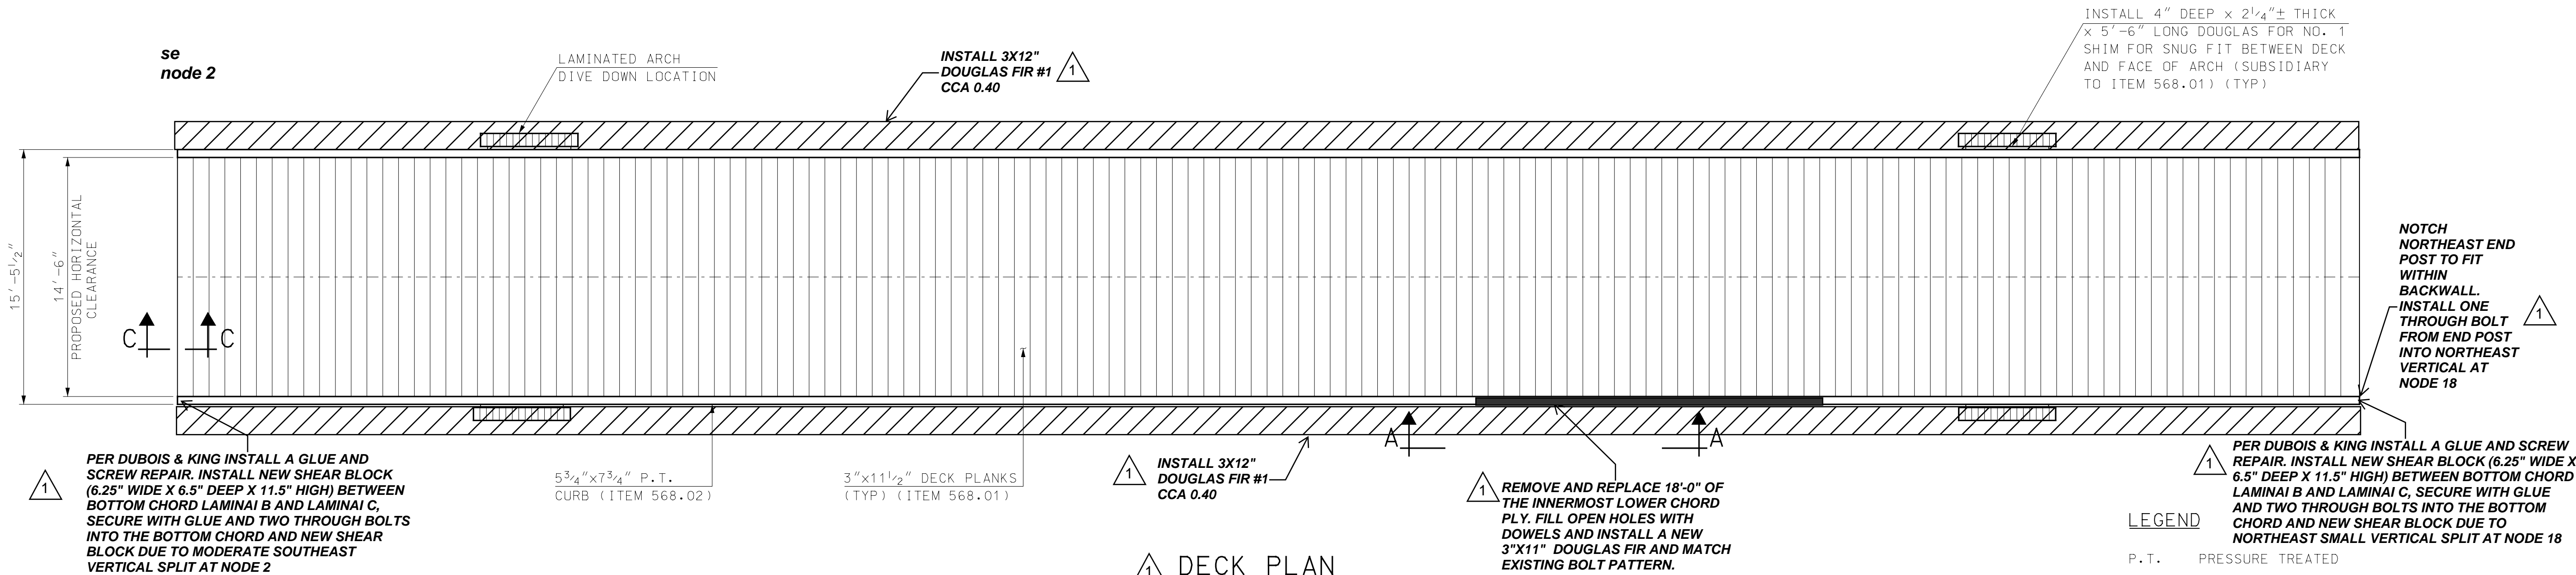 se
node 2
LAMINATED ARCH
DIVE DOWN LOCATION
INSTALL 3X12"
DOUGLAS FIR #1
CCA 0.40
1
INSTALL 4" DEEP x 2 1/4"± THICK
x 5'-6" LONG DOUGLAS FOR NO. 1
SHIM FOR SNUG FIT BETWEEN DECK
AND FACE OF ARCH (SUBSIDIARY
TO ITEM 568.01) (TYP)
15'-5 1/2"
14'-6"
PROPOSED HORIZONTAL
CLEARANCE
C
C
NOTCH
NORTHEAST END
POST TO FIT
WITHIN
BACKWALL.
INSTALL ONE
THROUGH BOLT
FROM END POST
INTO NORTHEAST
VERTICAL AT
NODE 18
1
1
PER DUBOIS & KING INSTALL A GLUE AND
SCREW REPAIR. INSTALL NEW SHEAR BLOCK
(6.25" WIDE X 6.5" DEEP X 11.5" HIGH) BETWEEN
BOTTOM CHORD LAMINAI B AND LAMINAI C,
SECURE WITH GLUE AND TWO THROUGH BOLTS
INTO THE BOTTOM CHORD AND NEW SHEAR
BLOCK DUE TO MODERATE SOUTHEAST
VERTICAL SPLIT AT NODE 2
5 3/4"x7 3/4" P.T.
CURB (ITEM 568.02)
3"x11 1/2" DECK PLANKS
(TYP) (ITEM 568.01)
1
INSTALL 3X12"
DOUGLAS FIR #1
CCA 0.40
A
A
1
REMOVE AND REPLACE 18'-0" OF
THE INNERMOST LOWER CHORD
PLY. FILL OPEN HOLES WITH
DOWELS AND INSTALL A NEW
3"X11" DOUGLAS FIR AND MATCH
EXISTING BOLT PATTERN.
1
PER DUBOIS & KING INSTALL A GLUE AND SCREW
REPAIR. INSTALL NEW SHEAR BLOCK (6.25" WIDE X
6.5" DEEP X 11.5" HIGH) BETWEEN BOTTOM CHORD
LAMINAI B AND LAMINAI C, SECURE WITH GLUE
AND TWO THROUGH BOLTS INTO THE BOTTOM
CHORD AND NEW SHEAR BLOCK DUE TO
NORTHEAST SMALL VERTICAL SPLIT AT NODE 18
1
DECK PLAN
LEGEND
P.T. PRESSURE TREATED